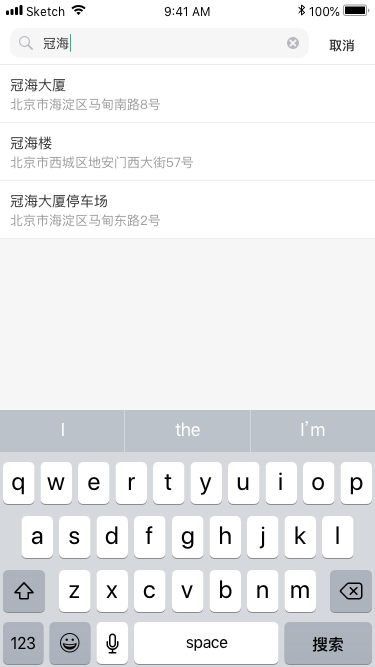 Sketch 9:41 AM 100%
冠海 取消
冠海大厦
北京市海淀区马甸南路8号
冠海楼
北京市西城区地安门西大街57号
冠海大厦停车场
北京市海淀区马甸东路2号
I the I'm
q w e r t y u i o p
a s d f g h j k l
z x c v b n m
123 space 搜索